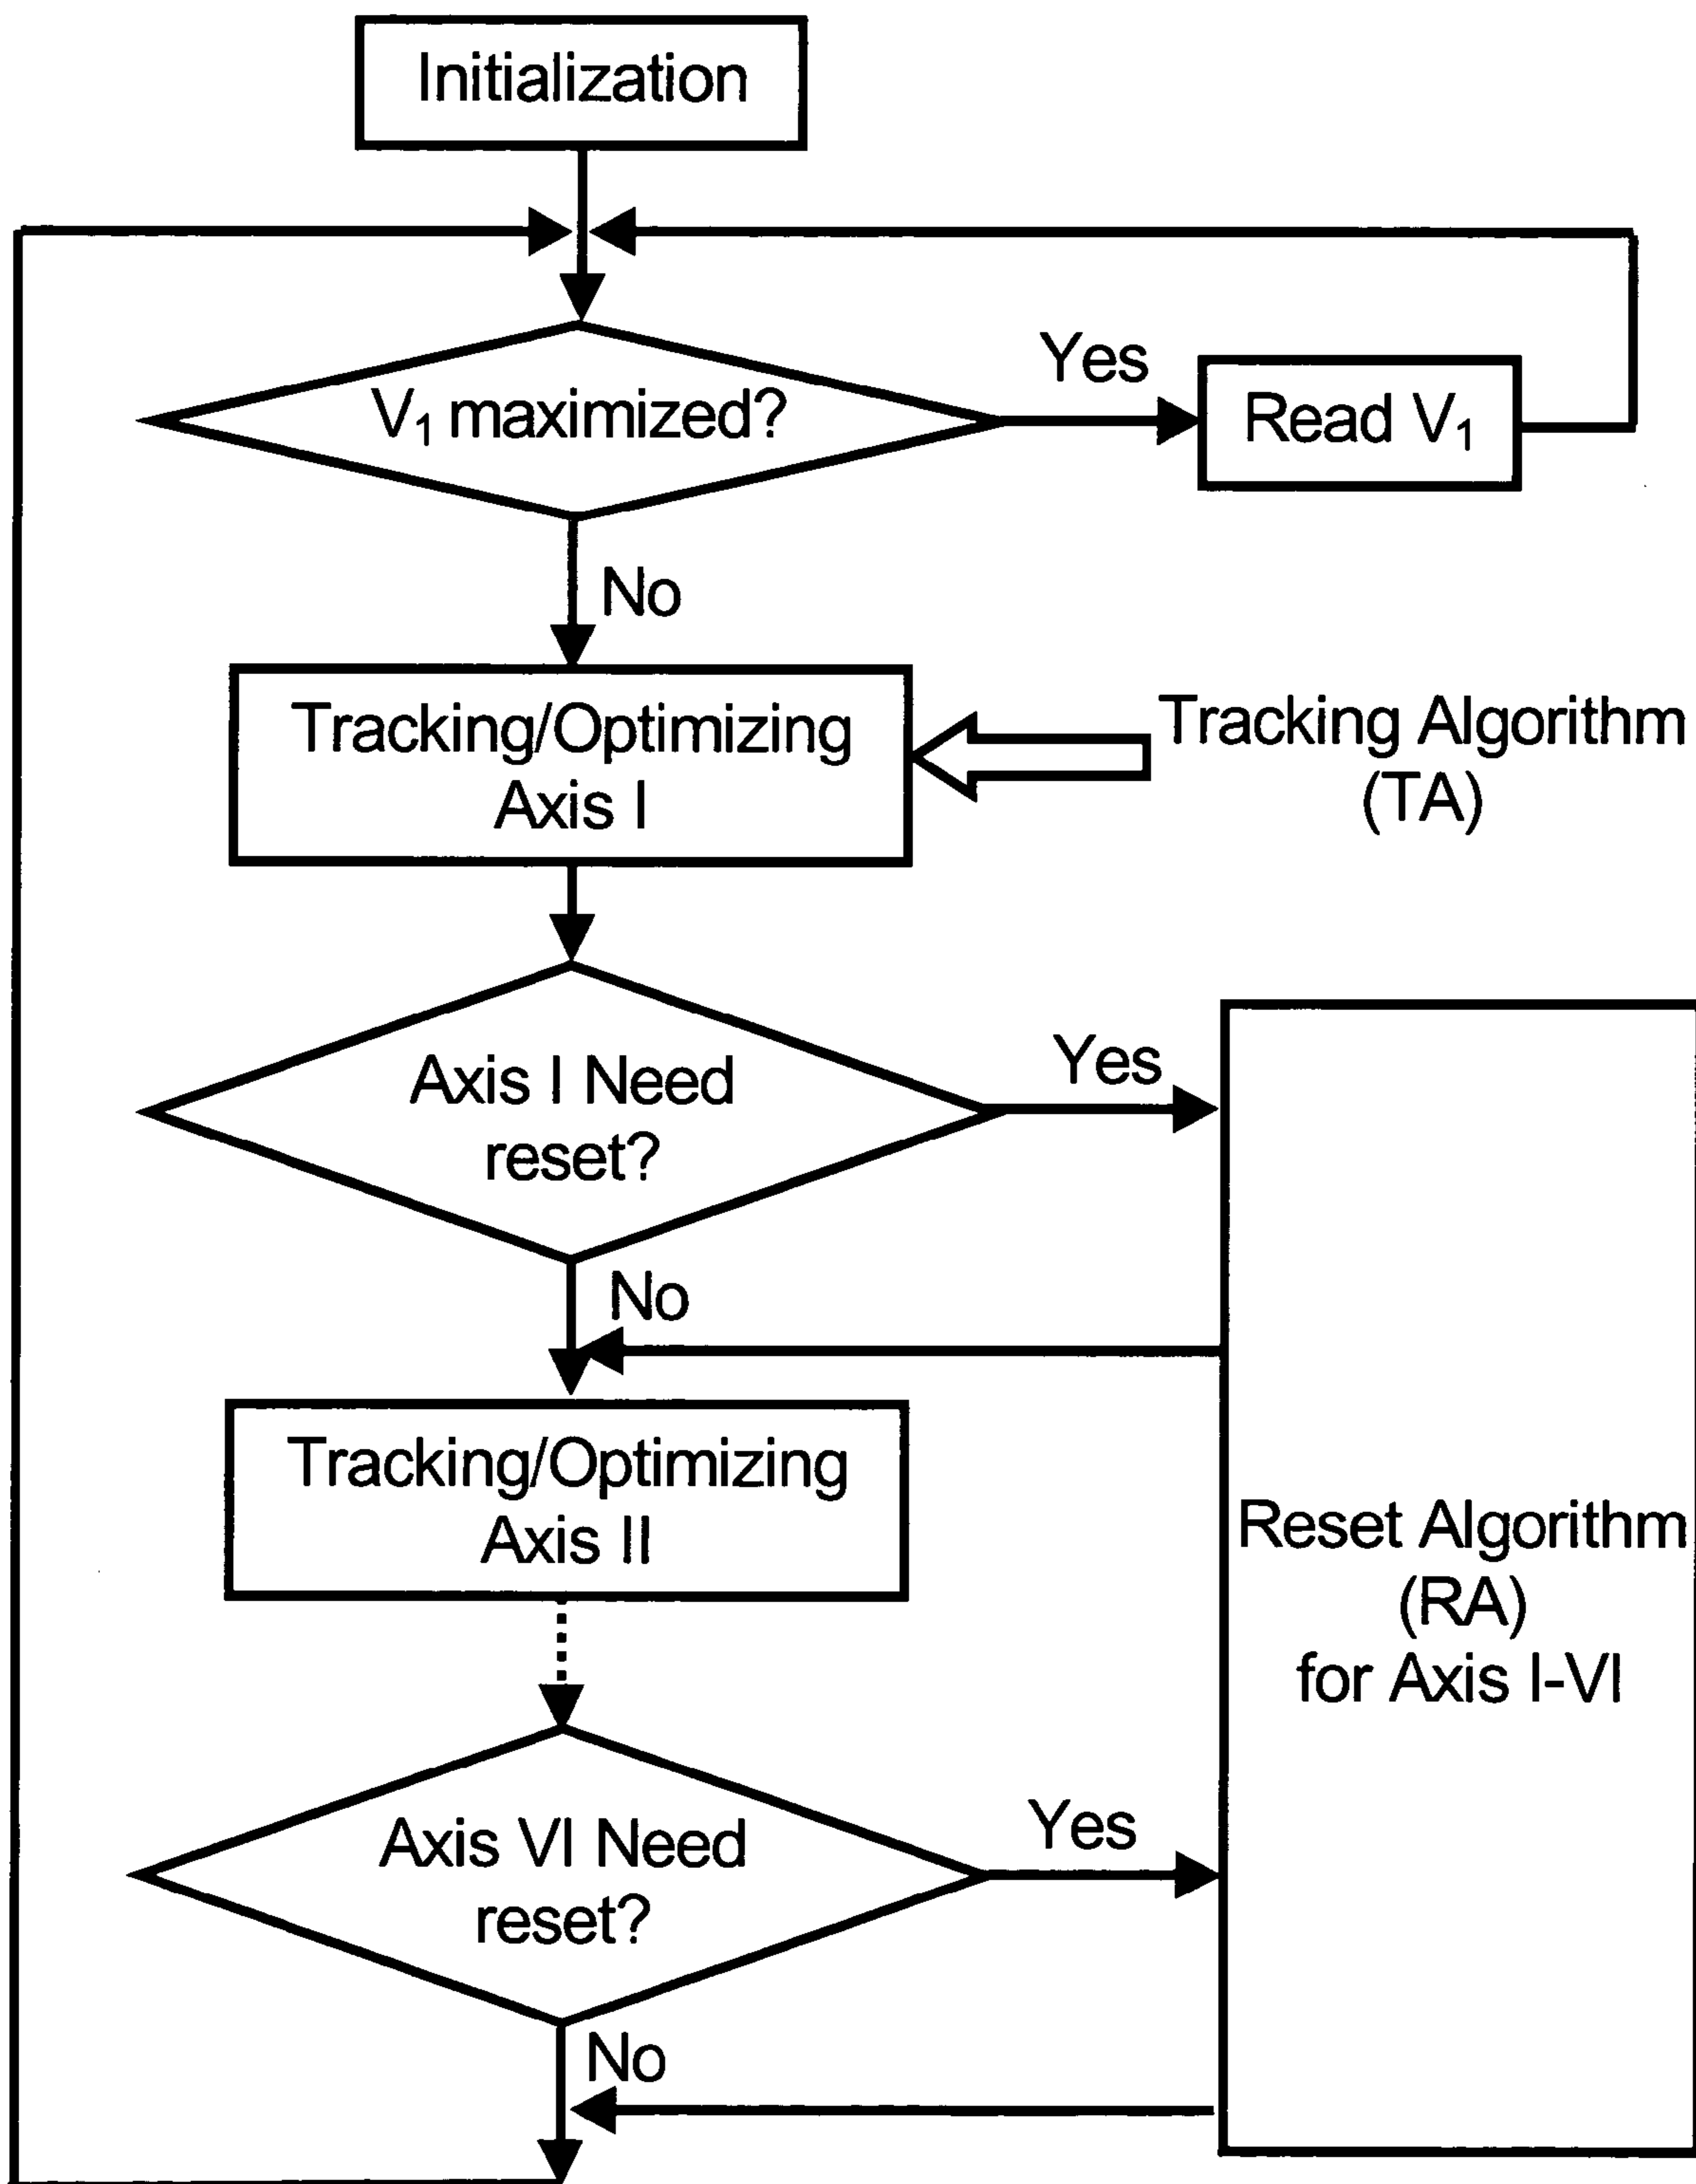 Initialization
V₁ maximized?
Yes
Read V₁
No
Tracking/Optimizing
Axis I
Tracking Algorithm
(TA)
Axis I Need
reset?
Yes
No
Tracking/Optimizing
Axis II
Reset Algorithm
(RA)
for Axis I-VI
Axis VI Need
reset?
Yes
No